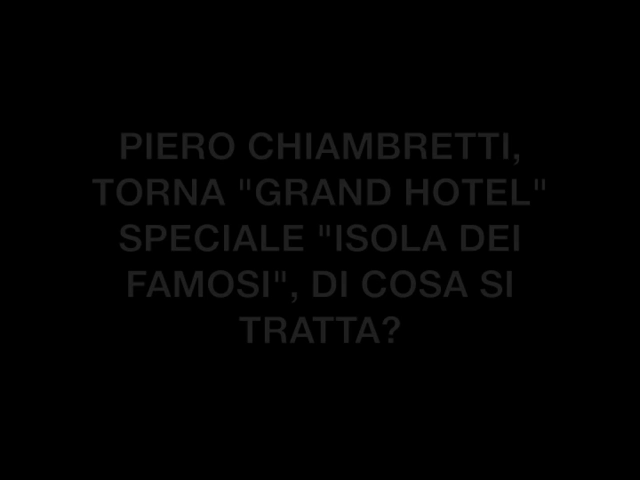 PIERO CHIAMBRETTI,
TORNA "GRAND HOTEL"
SPECIALE "ISOLA DEI
FAMOSI", DI COSA SI
TRATTA?